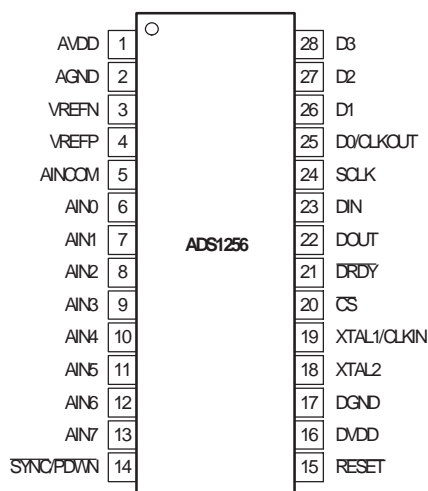 AVDD 1 28 D3
AGND 2 27 D2
VREFN 3 26 D1
VREFP 4 25 D0/CLKOUT
AINCOM 5 24 SCLK
AIN0 6 23 DIN
AIN1 7 ADS1256 22 DOUT
AIN2 8 21 DRDY
AIN3 9 20 CS
AIN4 10 19 XTAL1/CLKIN
AIN5 11 18 XTAL2
AIN6 12 17 DGND
AIN7 13 16 DVDD
SYNC/PDWN 14 15 RESET